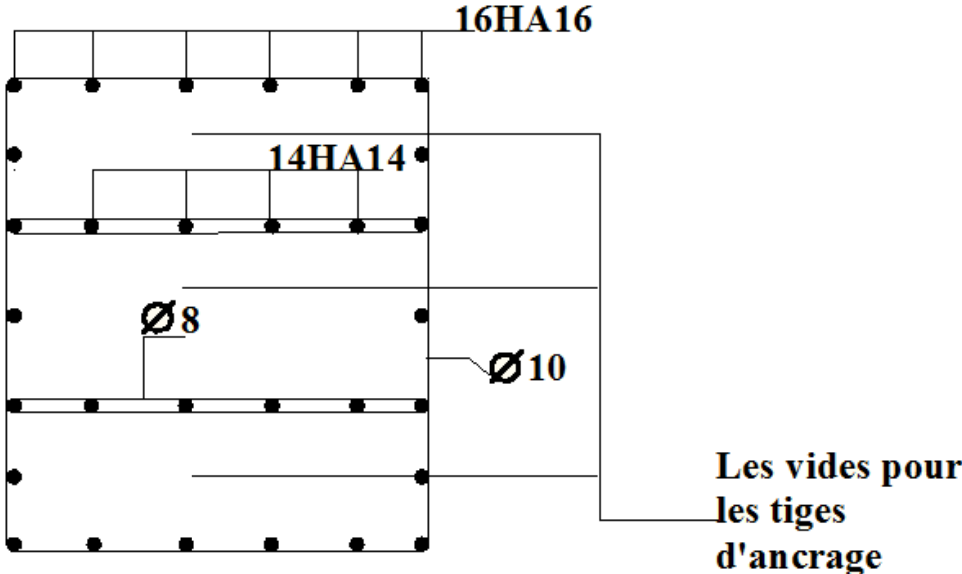 16HA16
14HA14
Ø8
Ø10
Les vides pour
les tiges
d'ancrage